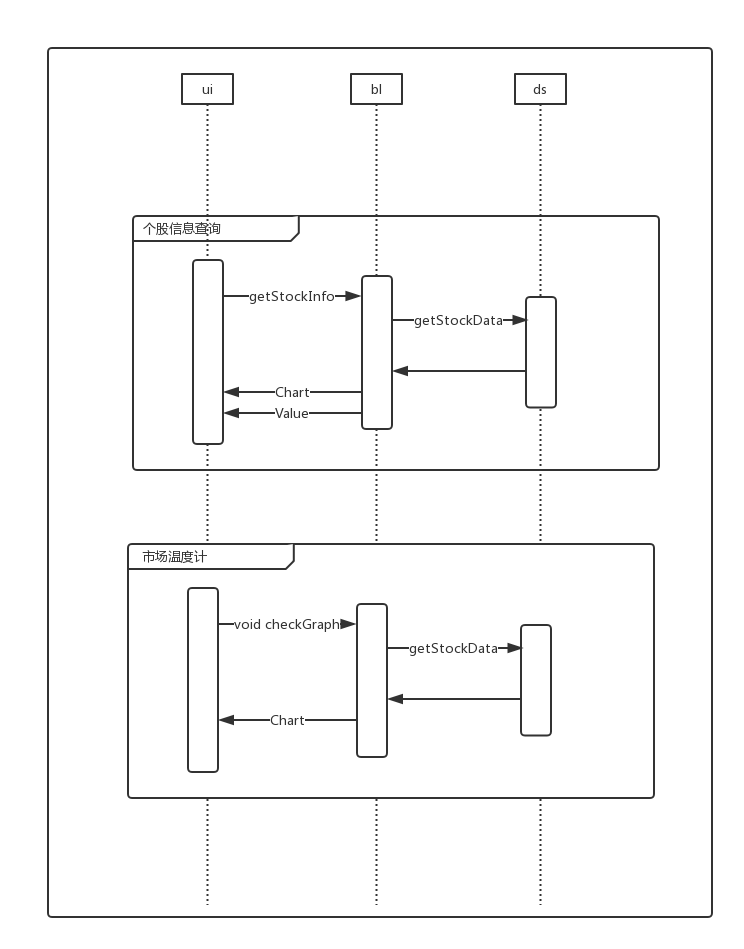 ui
bl
ds
个股信息查询
getStockInfo
getStockData
Chart
Value
市场温度计
void checkGraph
getStockData
Chart